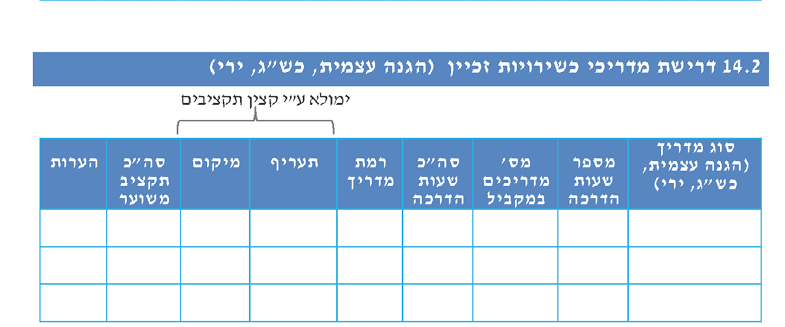 14.2 דרישת מדריכי כשירויות זכיין (הגנה עצמית, כש״ג, ירי)
ימולא ע״י קצין תקציבים
סוג מדריך
(הגנה עצמית,
כש״ג, ירי)
מספר
שעות
הדרכה
מס׳
מדריכים
במקביל
סה״כ
שעות
הדרכה
רמת
מדריך
תעריף
מיקום
סה״כ
תקציב
משוער
הערות